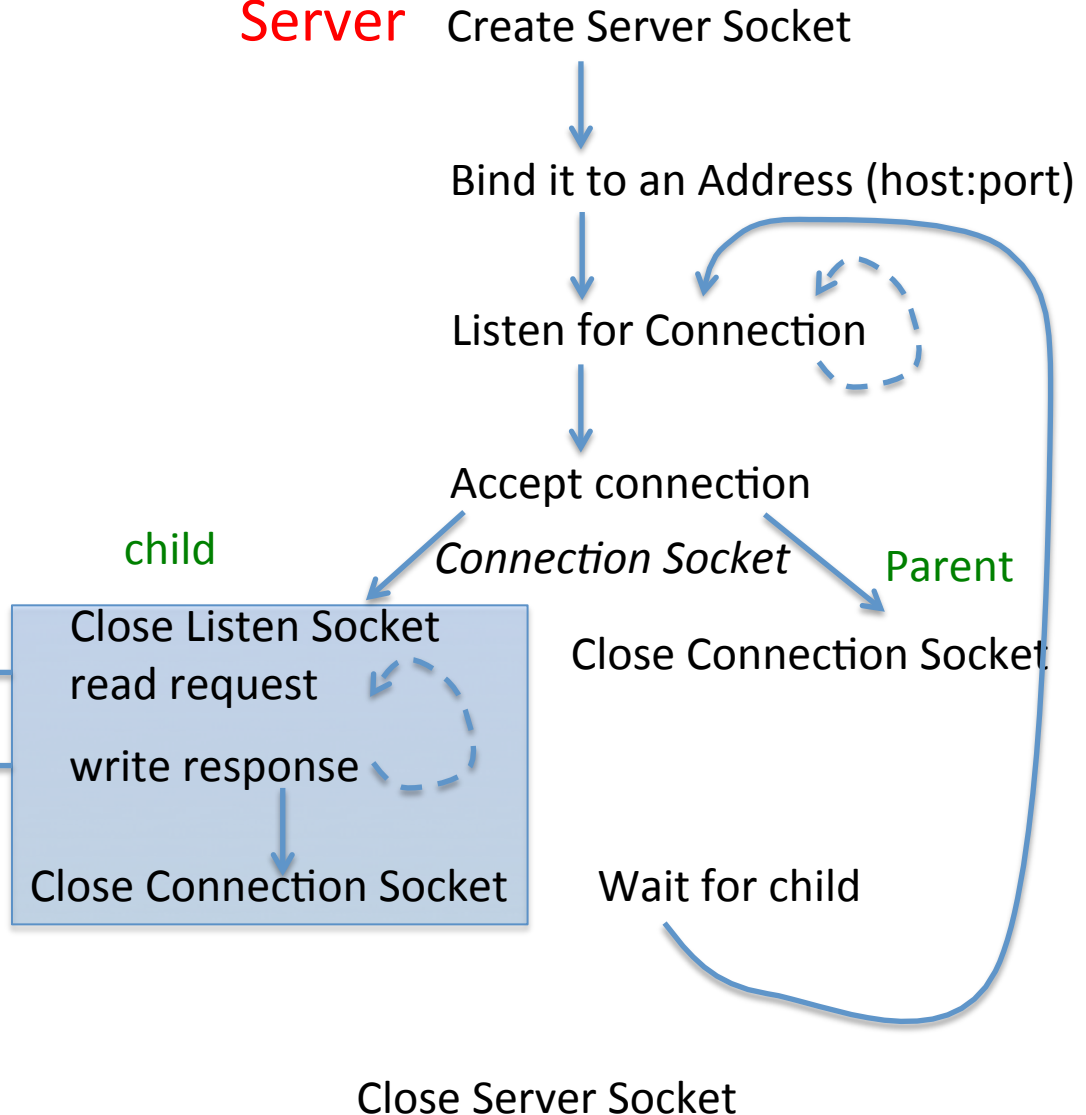 Server Create Server Socket
Bind it to an Address (host:port)
Listen for Connection
Accept connection
child
Connection Socket
Parent
Close Listen Socket
Close Connection Socket
read request
write response
Close Connection Socket
Wait for child
Close Server Socket